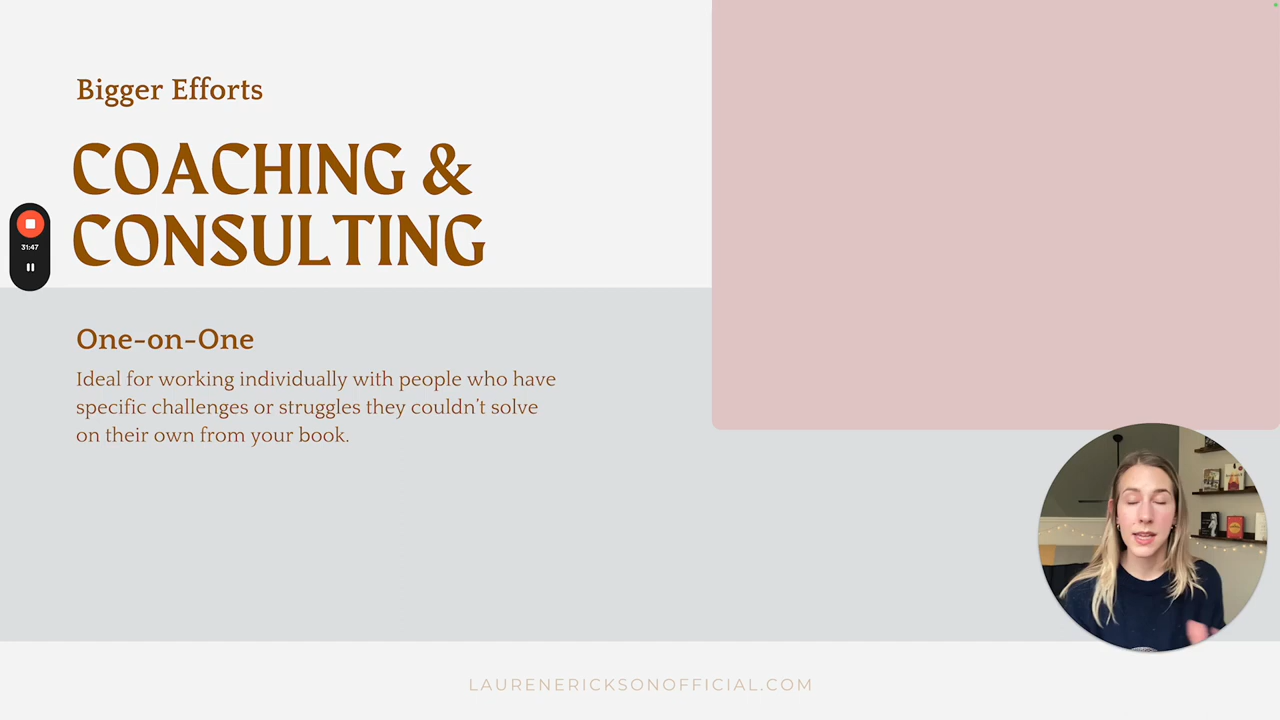 Bigger Efforts
COACHING &
CONSULTING
31:47
One-on-One
Ideal for working individually with people who have
specific challenges or struggles they couldn't solve
on their own from your book.
LAURENERICKSONOFFICIAL.COM